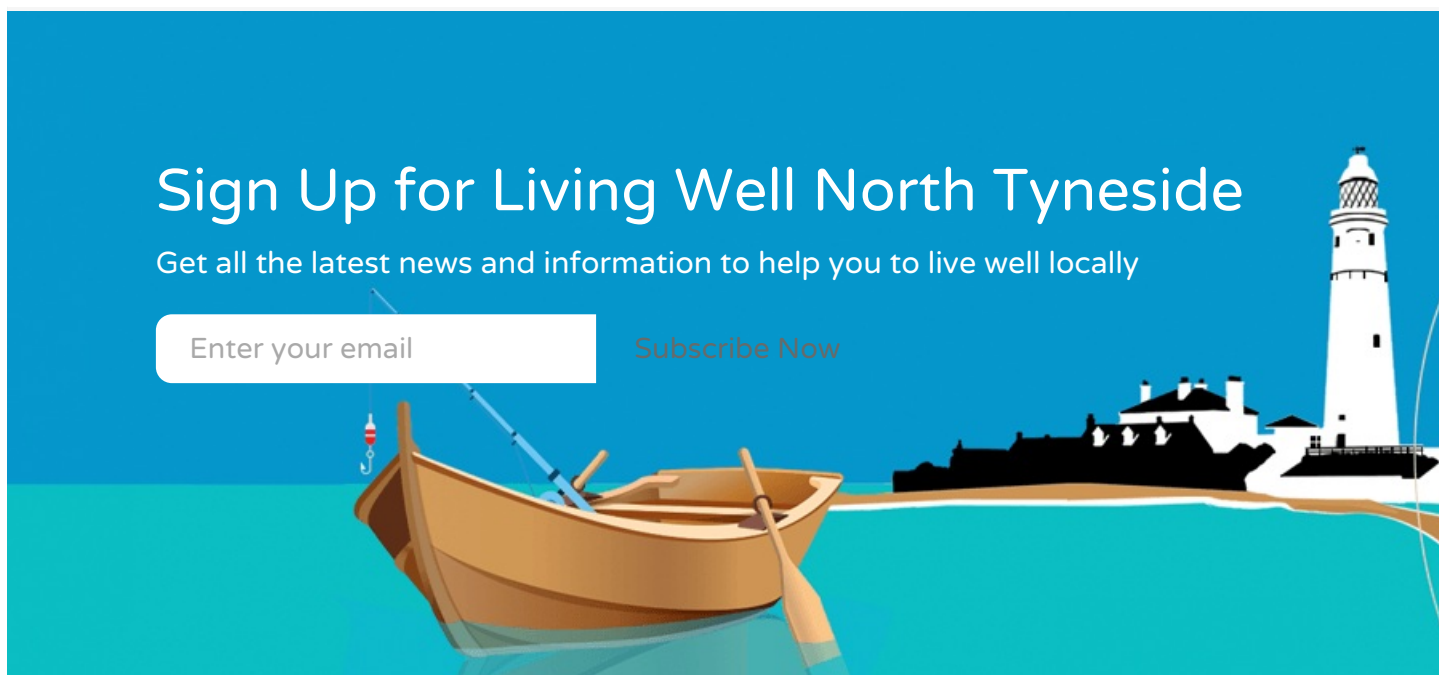 Sign Up for Living Well North Tyneside
Get all the latest news and information to help you to live well locally
Enter your email
Subscribe Now